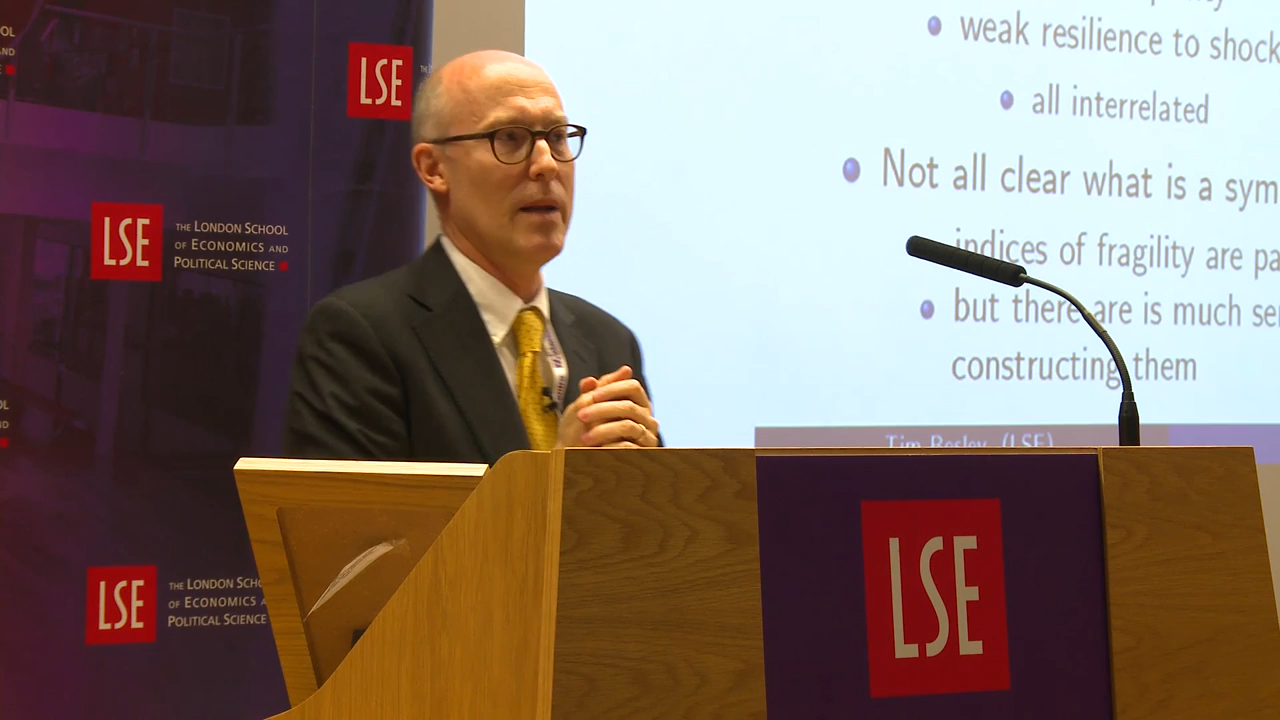 OL
AND
E
LSE
THE LONDON SCHOOL
OF ECONOMICS AND
POLITICAL SCIENCE
LSE
LSE
THE LONDON SCHO
OF ECONOMICS A
POLITICAL SCIENCE
weak resilience to shock
all interrelated
Not all clear what is a sym
indices of fragility are pa
but there are is much se
constructing them
Tim Besley (LSE)
LSE